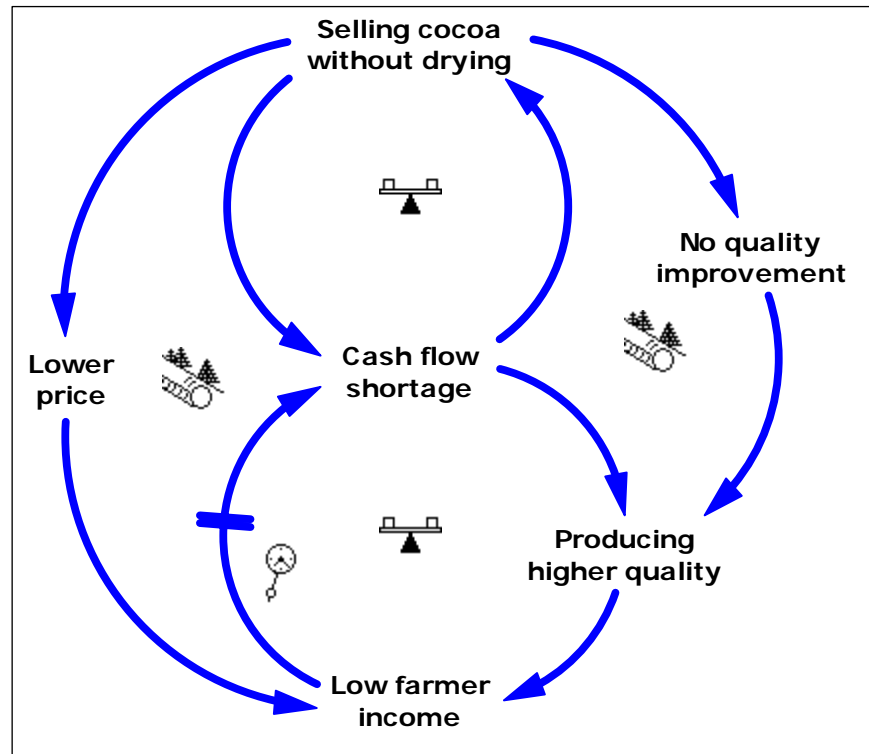 Selling cocoa
without drying
No quality
improvement
Lower
price
Cash flow
shortage
Producing
higher quality
Low farmer
income